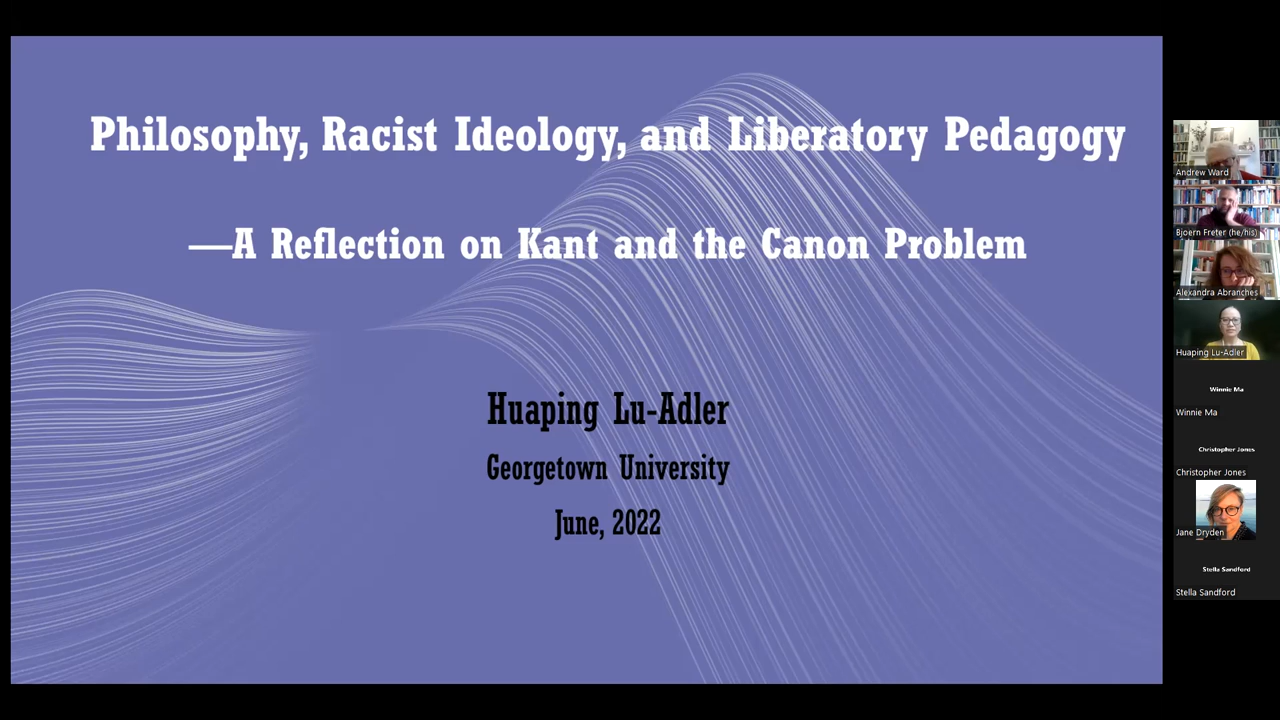 Philosophy, Racist Ideology, and Liberatory Pedagogy
—A Reflection on Kant and the Canon Problem
Huaping Lu-Adler
Georgetown University
June, 2022
Andrew Ward
Bjoern Freter (he/his)
Alexandra Abranches
Huaping Lu-Adler
Winnie Ma
Winnie Ma
Christopher Jones
Christopher Jones
Jane Dryden
Stella Sandford
Stella Sandford